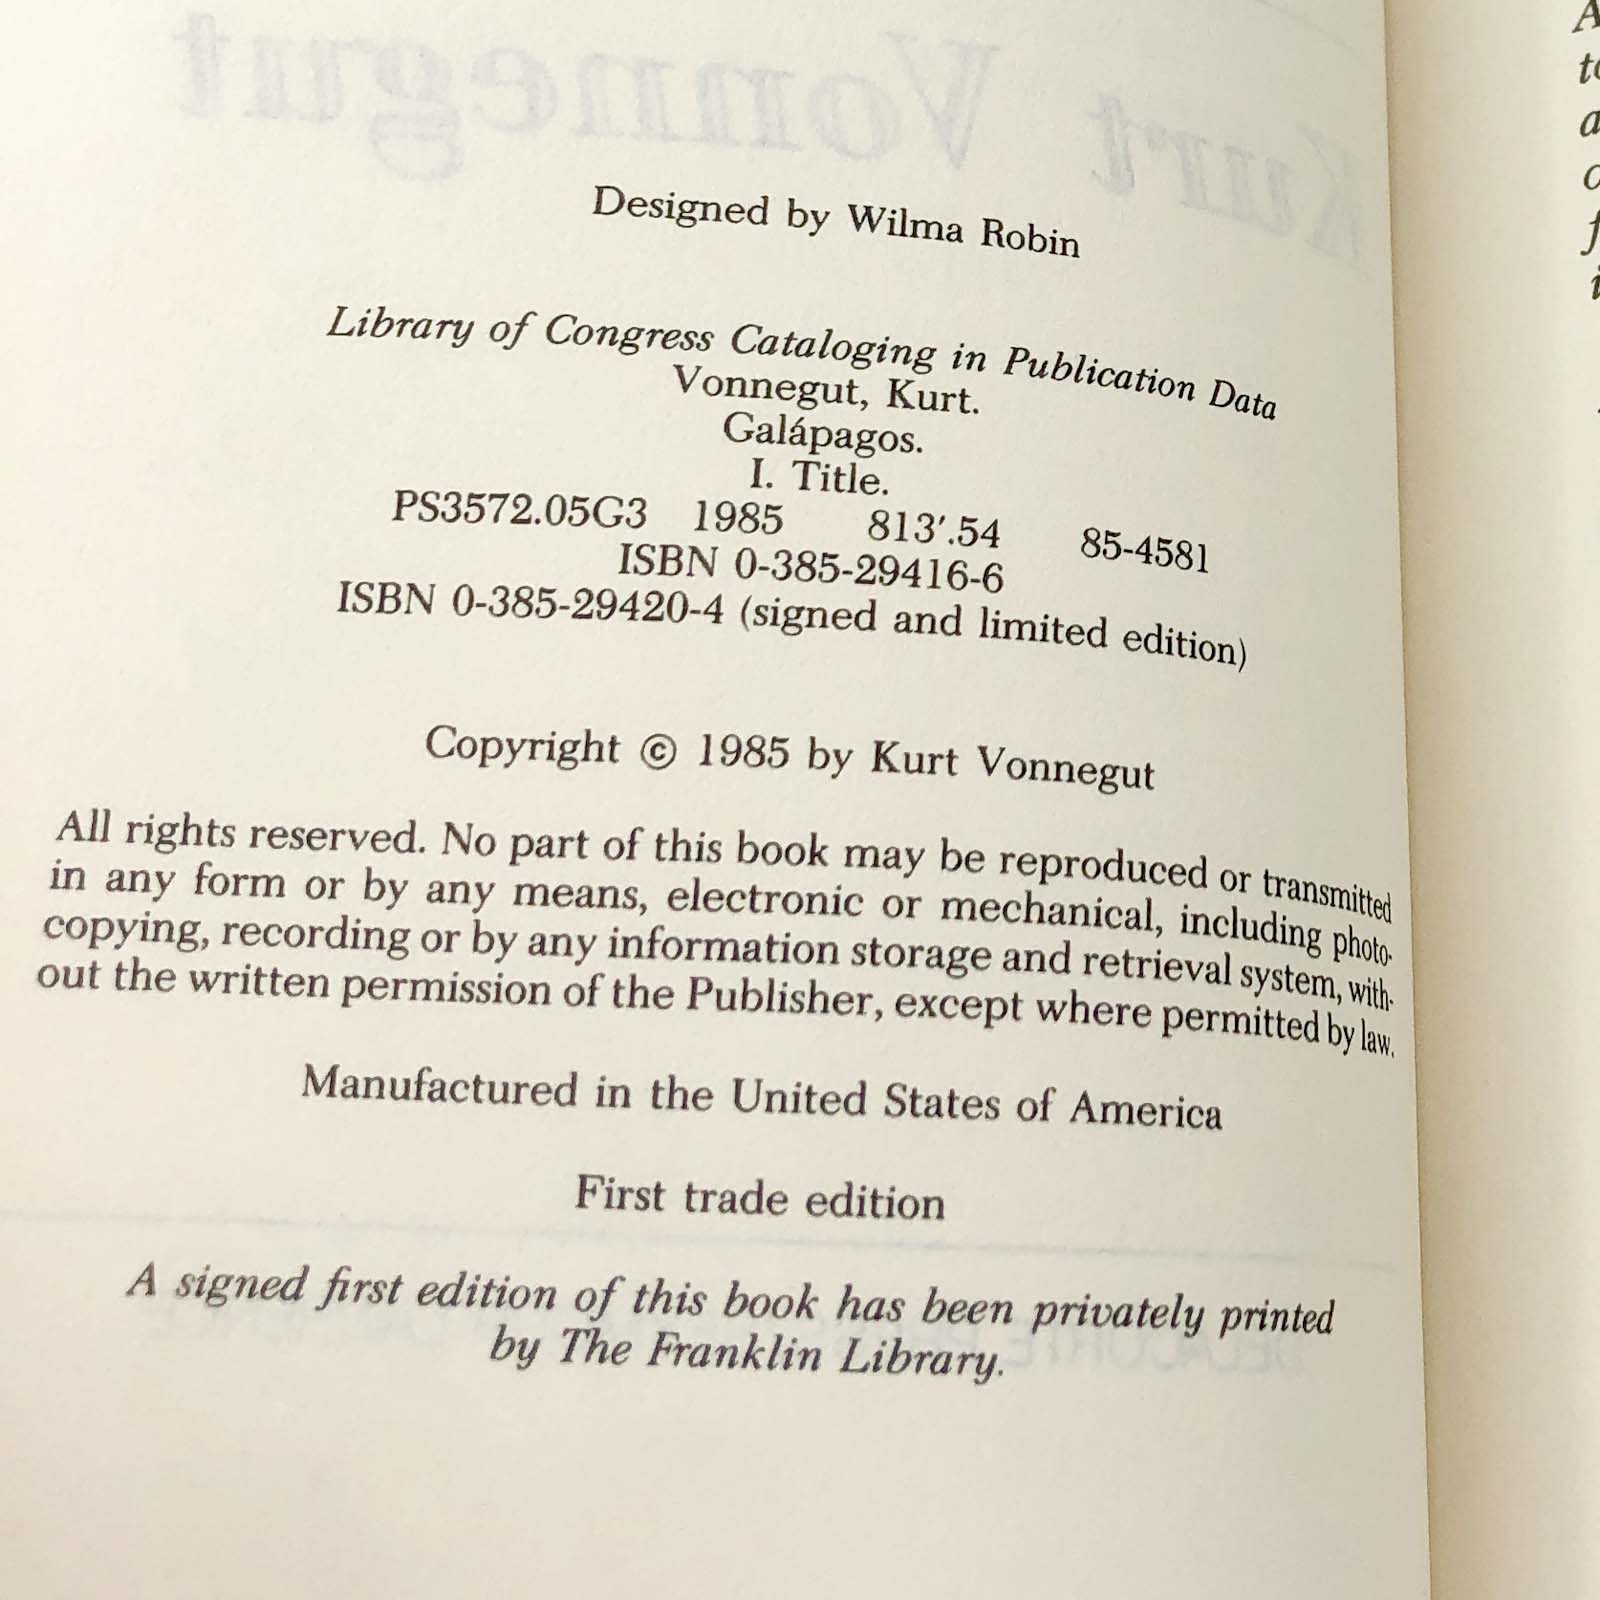 Kurt Vonnegut
Designed by Wilma Robin
Library of Congress Cataloging in Publication Data
Vonnegut, Kurt.
Galápagos.
I. Title.
PS3572.05G3 1985 813′.54 85-4581
ISBN 0-385-29416-6
ISBN 0-385-29420-4 (signed and limited edition)
Copyright © 1985 by Kurt Vonnegut
All rights reserved. No part of this book may be reproduced or transmitted
in any form or by any means, electronic or mechanical, including photo-
copying, recording or by any information storage and retrieval system, with-
out the written permission of the Publisher, except where permitted by law.
Manufactured in the United States of America
First trade edition
A signed first edition of this book has been privately printed
by The Franklin Library.